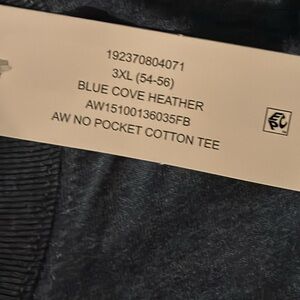 192370804071
3XL (54-56)
BLUE COVE HEATHER
AW15100136035FB
AW NO POCKET COTTON TEE